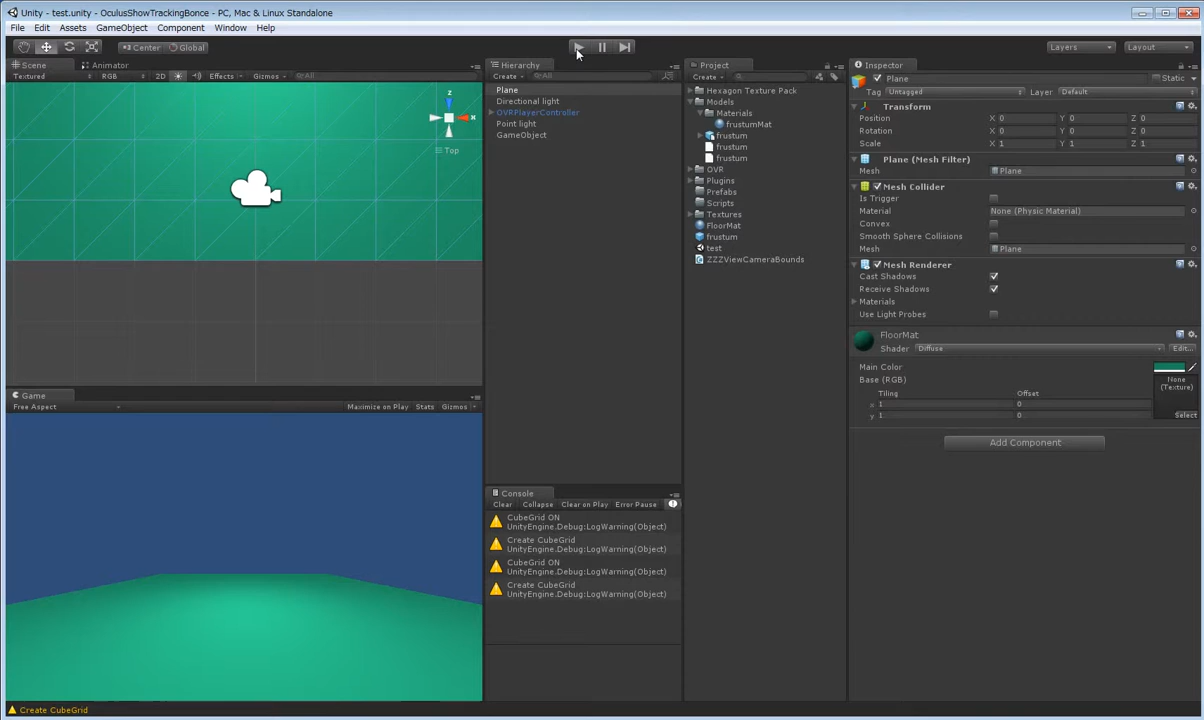 Unity - test.unity - OculusShowTrackingBonce - PC, Mac & Linux Standalone
File Edit Assets GameObject Component Window Help
Center Global
Layers Layout
Scene Animator
Textured RGB 2D Effects Gizmos All
z
x
Top
Game
Free Aspect Maximize on Play Stats Gizmos
Hierarchy
Create All
Plane
Directional light
OVRPlayerController
Point light
GameObject
Console
Clear Collapse Clear on Play Error Pause
CubeGrid ON
UnityEngine.Debug:LogWarning(Object)
Create CubeGrid
UnityEngine.Debug:LogWarning(Object)
CubeGrid ON
UnityEngine.Debug:LogWarning(Object)
Create CubeGrid
UnityEngine.Debug:LogWarning(Object)
Project
Create
Hexagon Texture Pack
Models
Materials
frustumMat
frustum
frustum
frustum
OVR
Plugins
Prefabs
Scripts
Textures
FloorMat
frustum
test
ZZZViewCameraBounds
Inspector
Plane Static
Tag Untagged Layer Default
Transform
Position X 0 Y 0 Z 0
Rotation X 0 Y 0 Z 0
Scale X 1 Y 1 Z 1
Plane (Mesh Filter)
Mesh Plane
Mesh Collider
Is Trigger
Material None (Physic Material)
Convex
Smooth Sphere Collisions
Mesh Plane
Mesh Renderer
Cast Shadows
Receive Shadows
Materials
Use Light Probes
FloorMat
Shader Diffuse Edit...
Main Color
Base (RGB)
None
(Texture)
Tiling Offset
x 1 0
y 1 0
Select
Add Component
Create CubeGrid